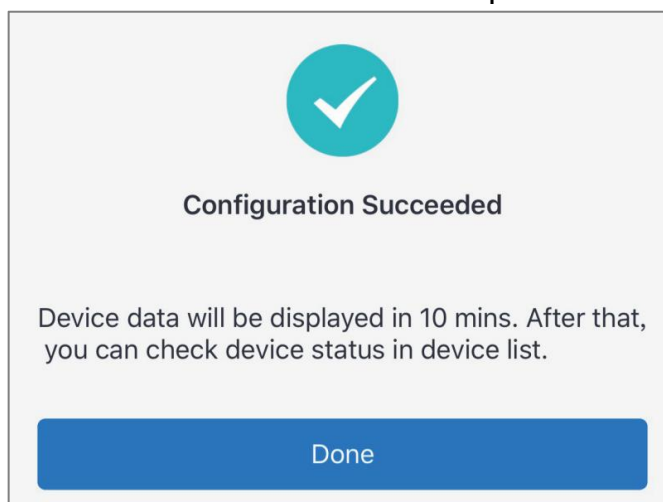 Configuration Succeeded
Device data will be displayed in 10 mins. After that,
you can check device status in device list.
Done